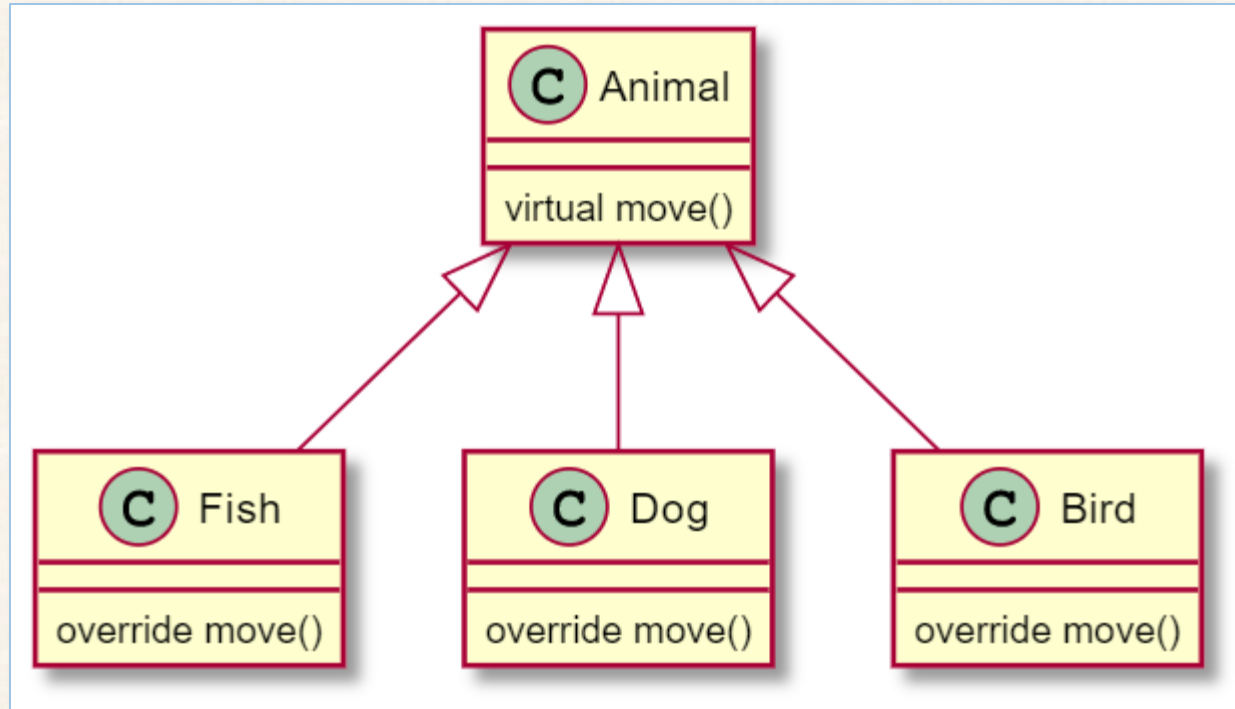 C Animal
virtual move()
C Fish
override move()
C Dog
override move()
C Bird
override move()